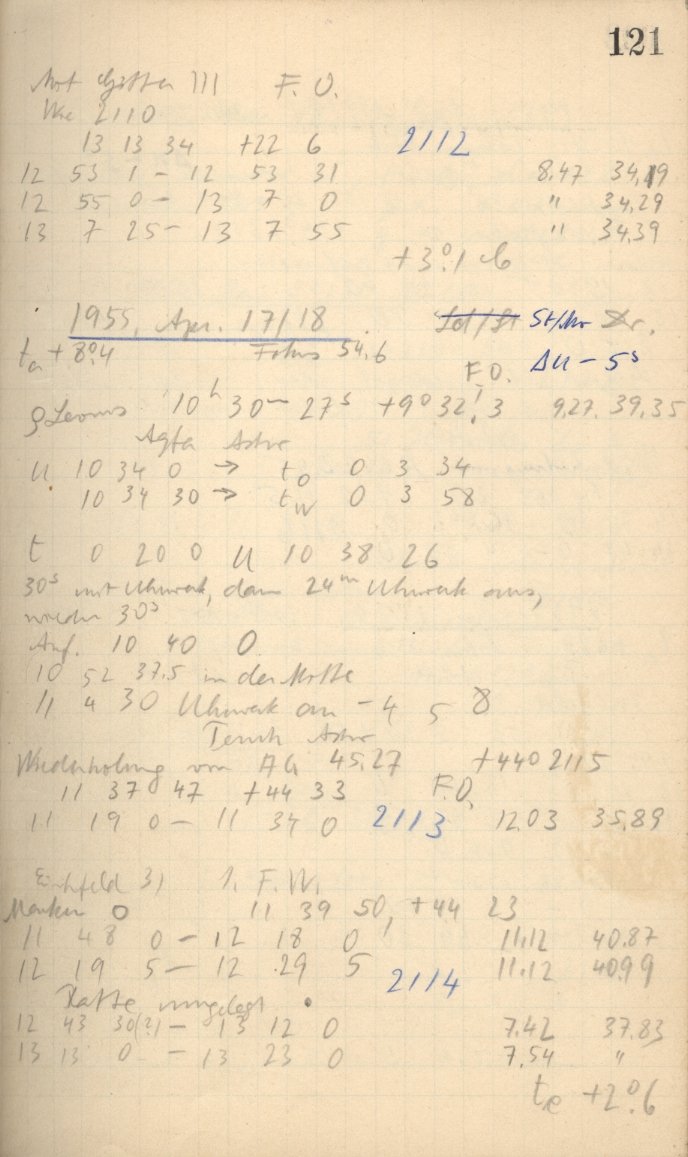 121
Mit Gitter III F. O.
Wie 2110
13 13 34 +22 6 2112
12 53 1 - 12 53 31 8,47 34,19
12 55 0 - 13 7 0 " 34,29
13 7 25 - 13 7 55 " 34,39
+3°,1
1955, Apr. 17/18 St/Mr
ta +8°,4 Fokus 54,6
F O. ΔU - 5s
ρ Leonis 10h 30m 27s +9° 32',3 9,27. 39,35
Agfa Astro
U 10 34 0 → tO 0 3 34
10 34 30 → tW 0 3 58
t 0 20 0 U 10 38 26
30s mit Uhrwerk, dann 24m Uhrwerk aus,
wieder 30s
Anf. 10 40 0
10 52 37,5 in der Mitte
11 4 30 Uhrwerk an - 4 5 8
Astro
Wiederholung von AG 45,27 +44° 2115
11 37 47 +44 33 F.O.
11 19 0 - 11 34 0 2113 12.03 35,89
Eichfeld 31 1. F. W.
Marken O 11 39 50, +44 23
11 48 0 - 12 18 0 11.12 40.87
12 19 5 - 12 29 5 2114 11.12 40.99
Platte umgelegt
12 43 30(?) - 13 12 0 7.42 37.83
13 13 0 - 13 23 0 7.54 "
te +2°,6